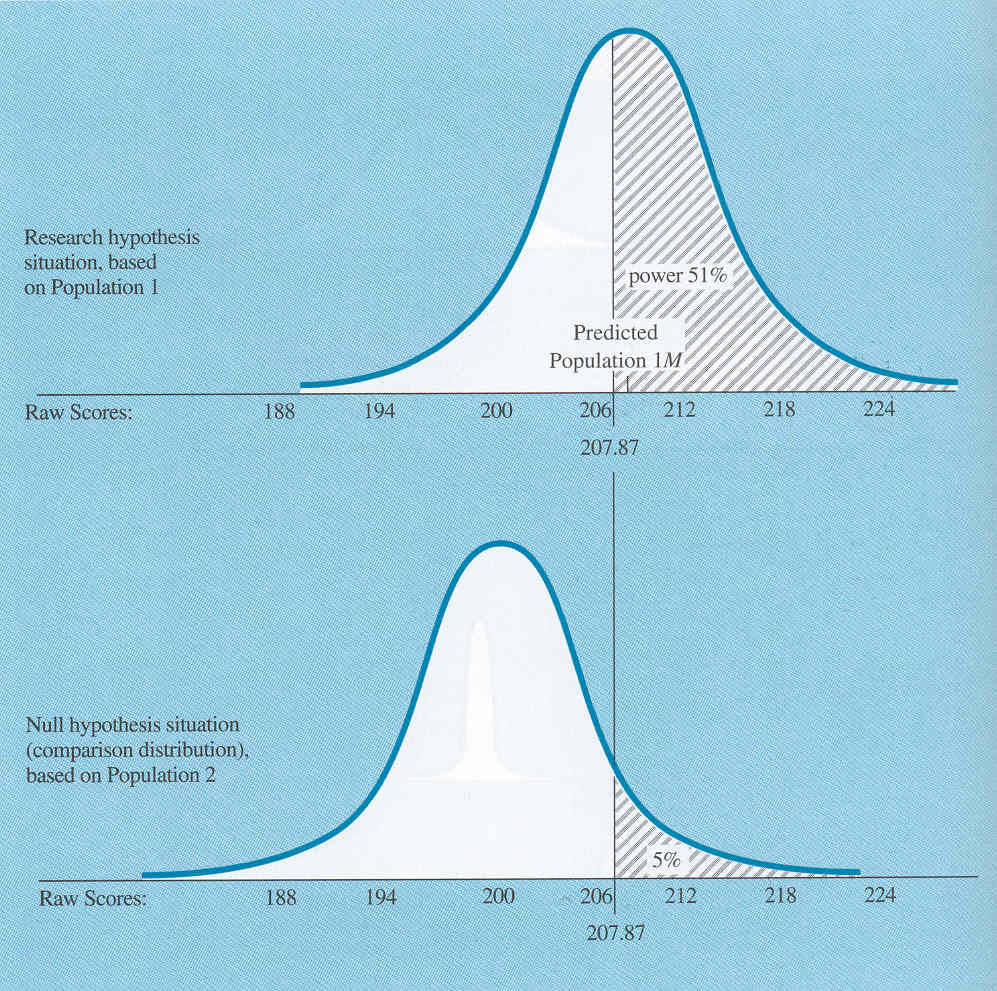 Research hypothesis
situation, based
on Population 1
power 51%
Predicted
Population 1M
Raw Scores: 188 194 200 206 212 218 224
207.87
Null hypothesis situation
(comparison distribution),
based on Population 2
5%
Raw Scores: 188 194 200 206 212 218 224
207.87